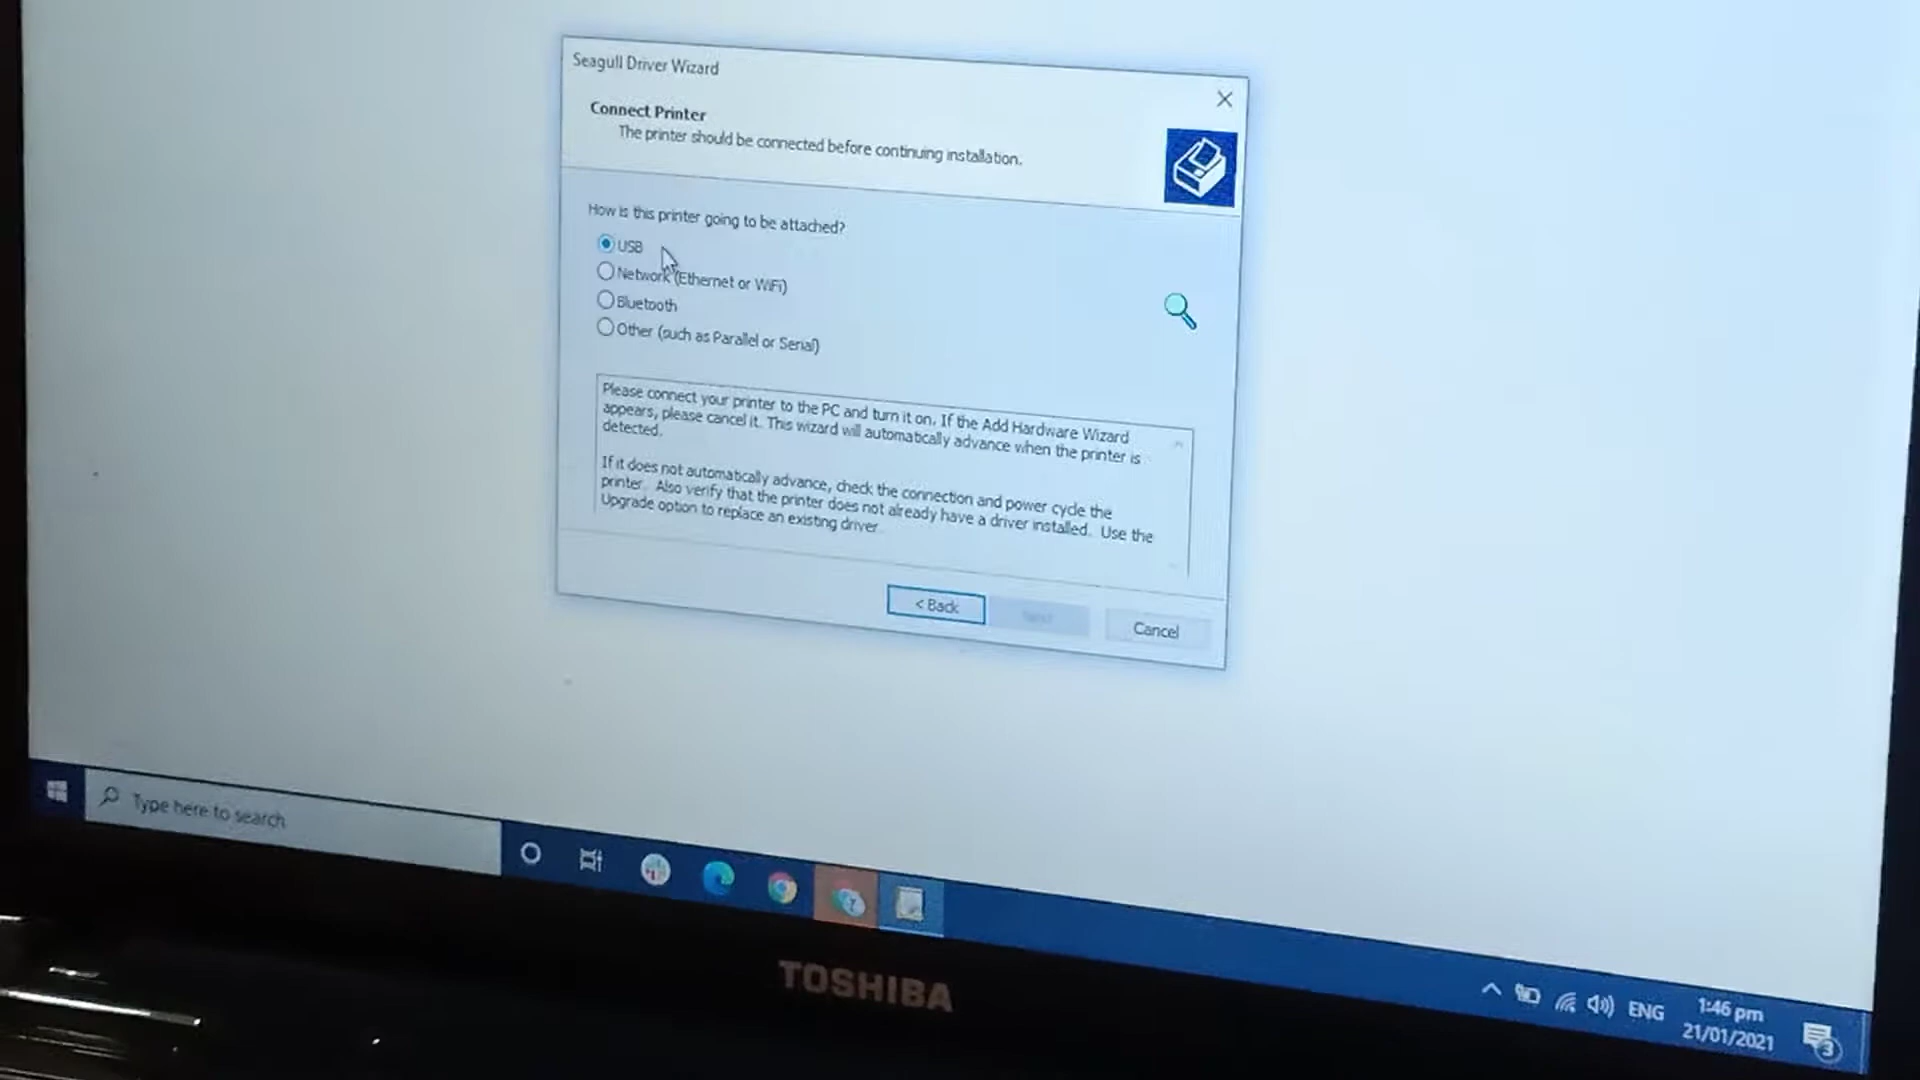 Seagull Driver Wizard
Connect Printer
The printer should be connected before continuing installation.
How is this printer going to be attached?
USB
Network (Ethernet or WiFi)
Bluetooth
Other (such as Parallel or Serial)
Please connect your printer to the PC and turn it on. If the Add Hardware Wizard
appears, please cancel it. This wizard will automatically advance when the printer is
detected.
If it does not automatically advance, check the connection and power cycle the
printer. Also verify that the printer does not already have a driver installed. Use the
Upgrade option to replace an existing driver
< Back
Cancel
Type here to search
ENG
1:46 pm
21/01/2021
3
TOSHIBA